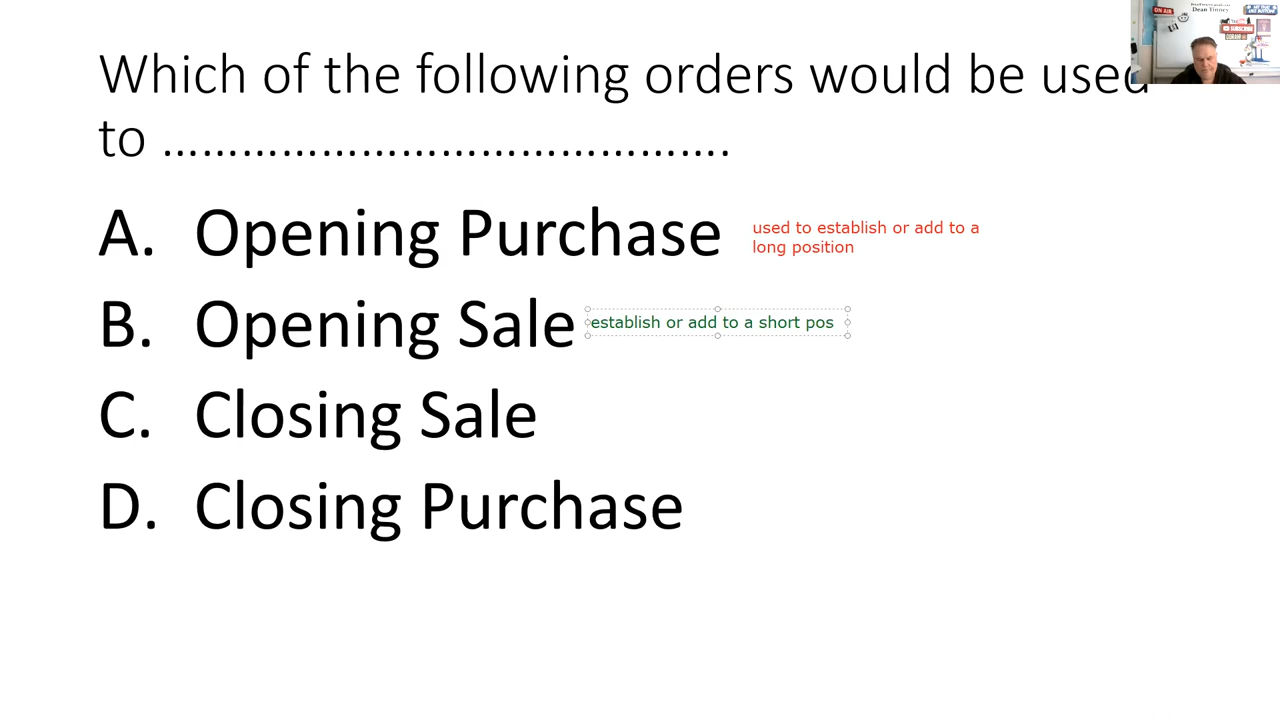 Which of the following orders would be used
to …………………………………….
A. Opening Purchase
used to establish or add to a
long position
B. Opening Sale
establish or add to a short pos
C. Closing Sale
D. Closing Purchase
ON AIR
Dean Tinney
SUBSCRIBE